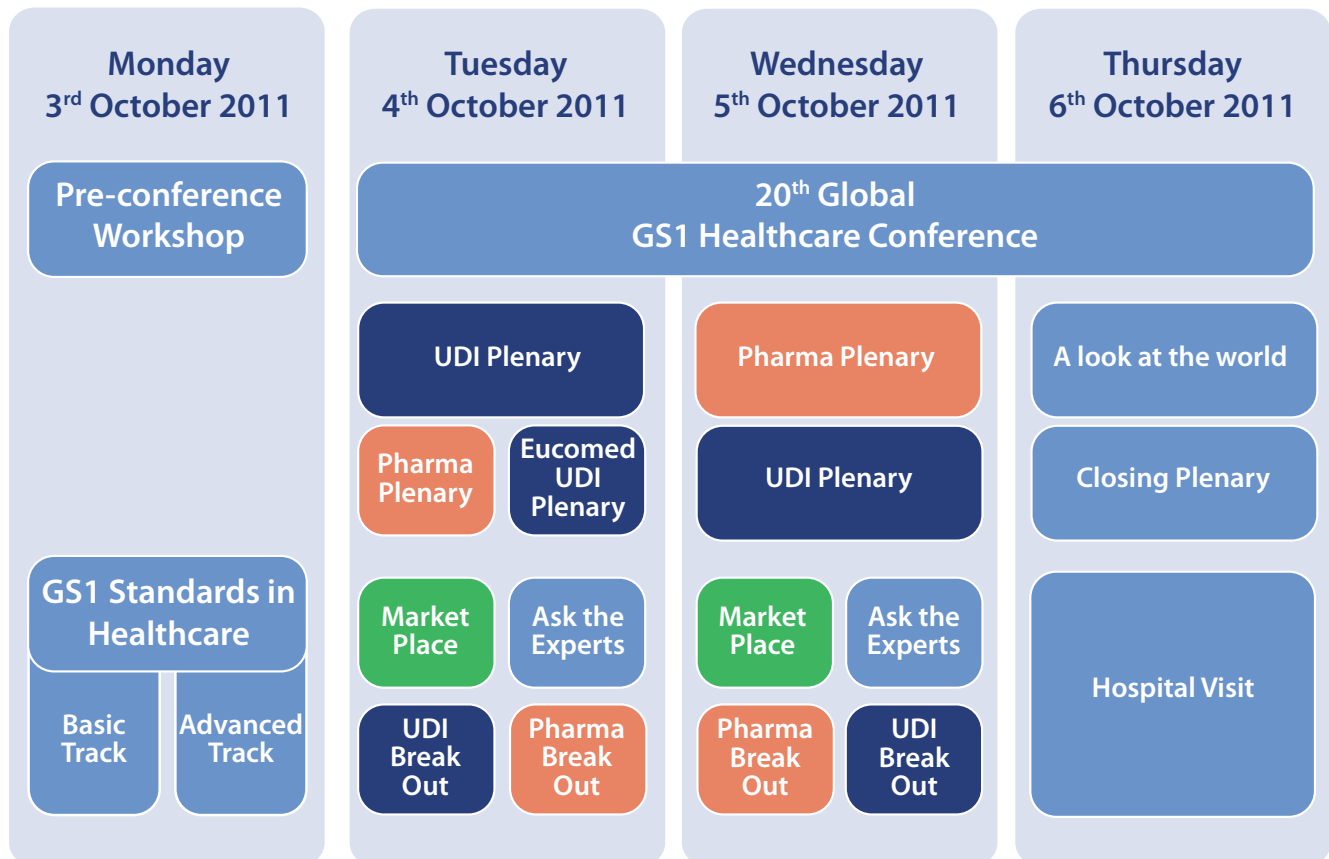 Monday
3rd October 2011
Tuesday
4th October 2011
Wednesday
5th October 2011
Thursday
6th October 2011
Pre-conference
Workshop
20th Global
GS1 Healthcare Conference
UDI Plenary
Pharma Plenary
A look at the world
Pharma
Plenary
Eucomed
UDI
Plenary
UDI Plenary
Closing Plenary
GS1 Standards in
Healthcare
Basic
Track
Advanced
Track
Market
Place
Ask the
Experts
Market
Place
Ask the
Experts
Hospital Visit
UDI
Break
Out
Pharma
Break
Out
Pharma
Break
Out
UDI
Break
Out